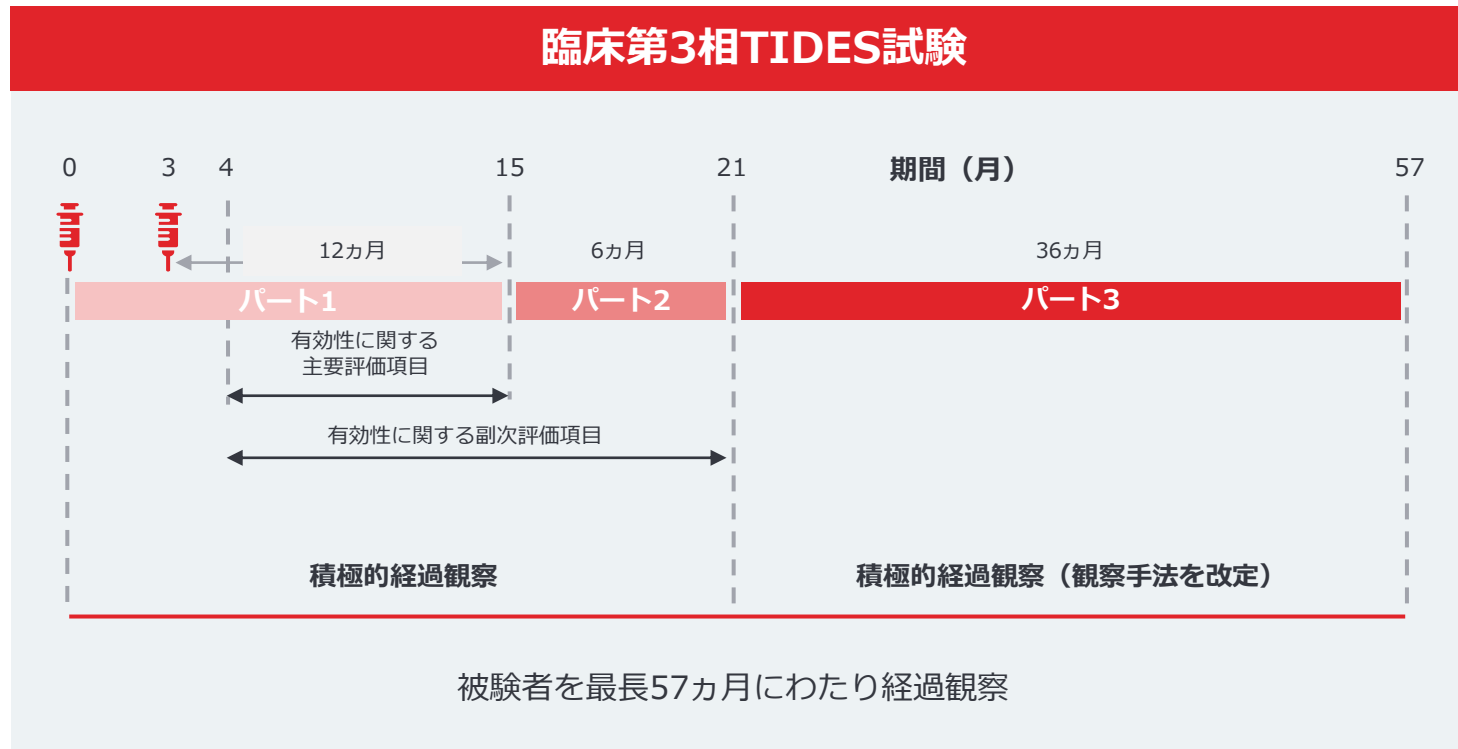 臨床第3相TIDES試験
0 3 4 15 21 期間（月） 57
12ヵ月 6ヵ月 36ヵ月
パート1 パート2 パート3
有効性に関する
主要評価項目
有効性に関する副次評価項目
積極的経過観察 積極的経過観察（観察手法を改定）
被験者を最長57ヵ月にわたり経過観察